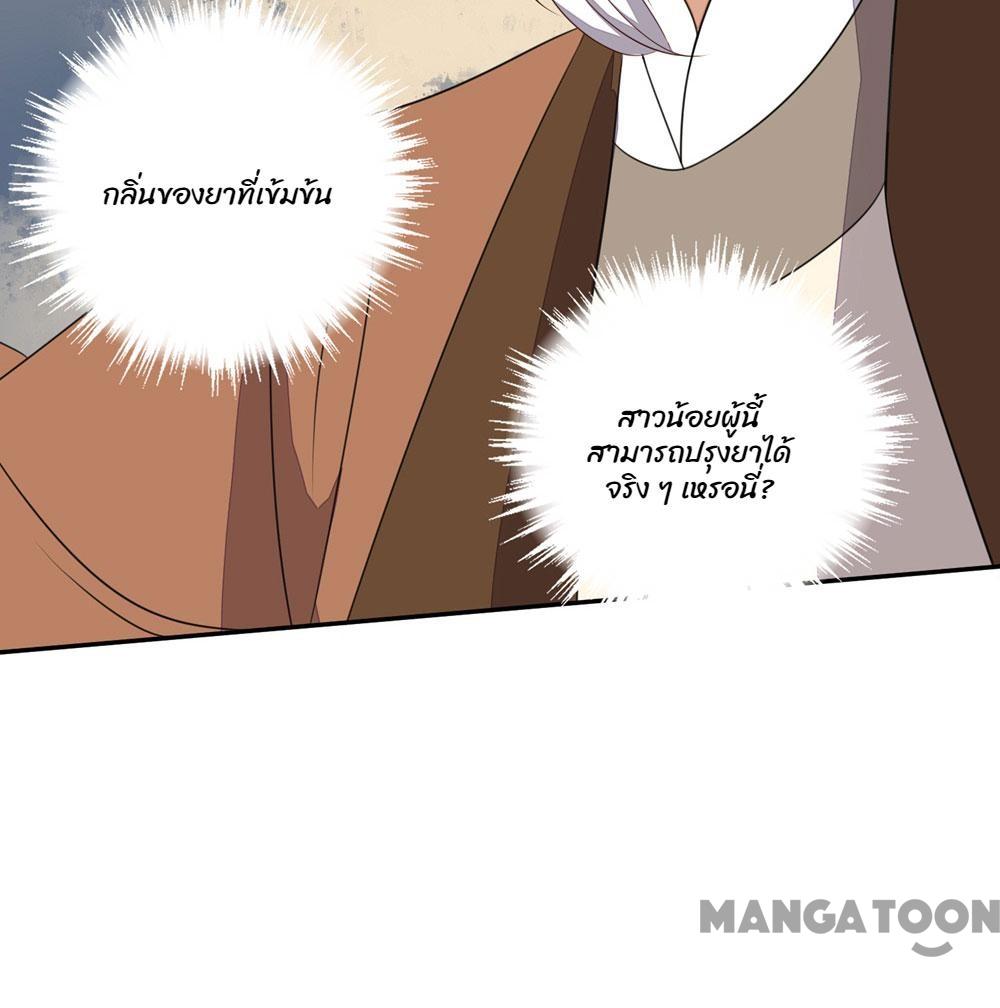 กลิ่นของยาที่เข้มข้น
สาวน้อยผู้นี้
สามารถปรุงยาได้
จริง ๆ เหรอนี่?
MANGATOON